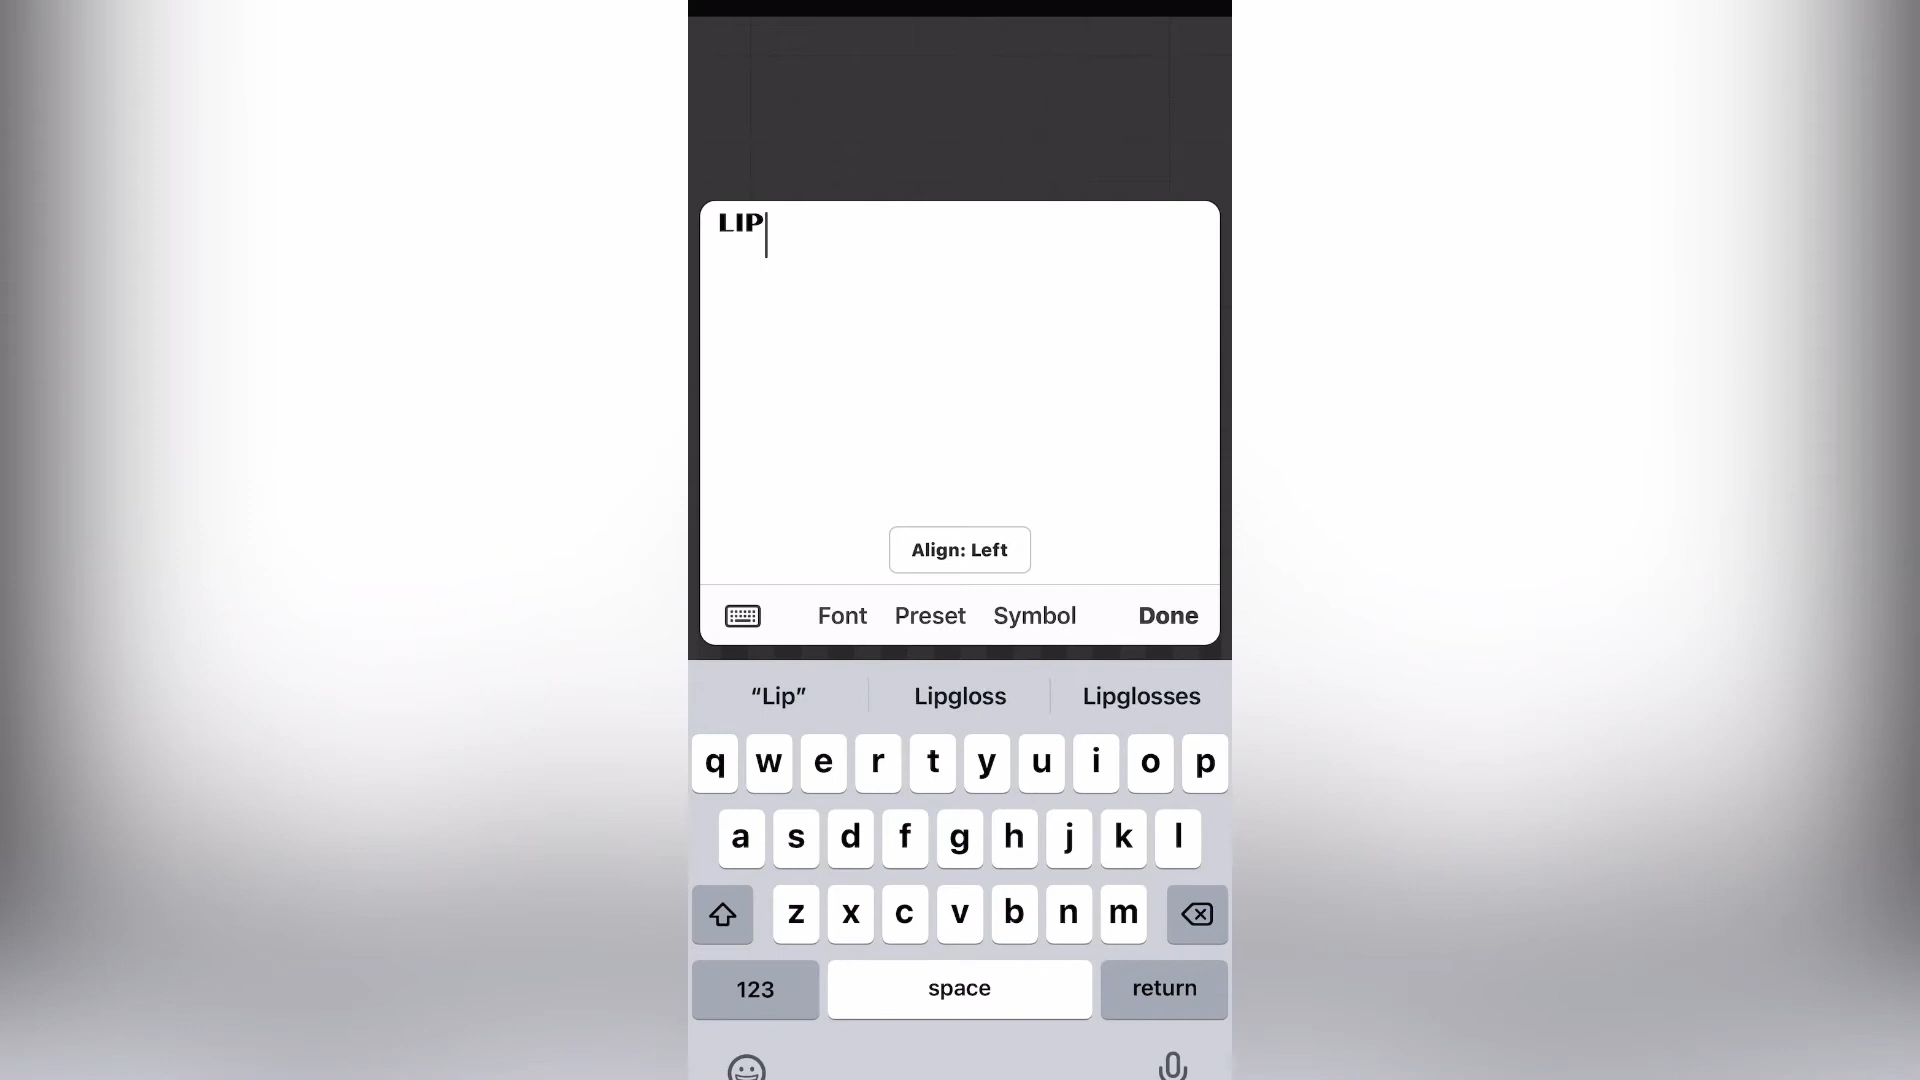 LIP
Align: Left
Font Preset Symbol Done
“Lip” Lipgloss Lipglosses
q w e r t y u i o p
a s d f g h j k l
z x c v b n m
123 space return